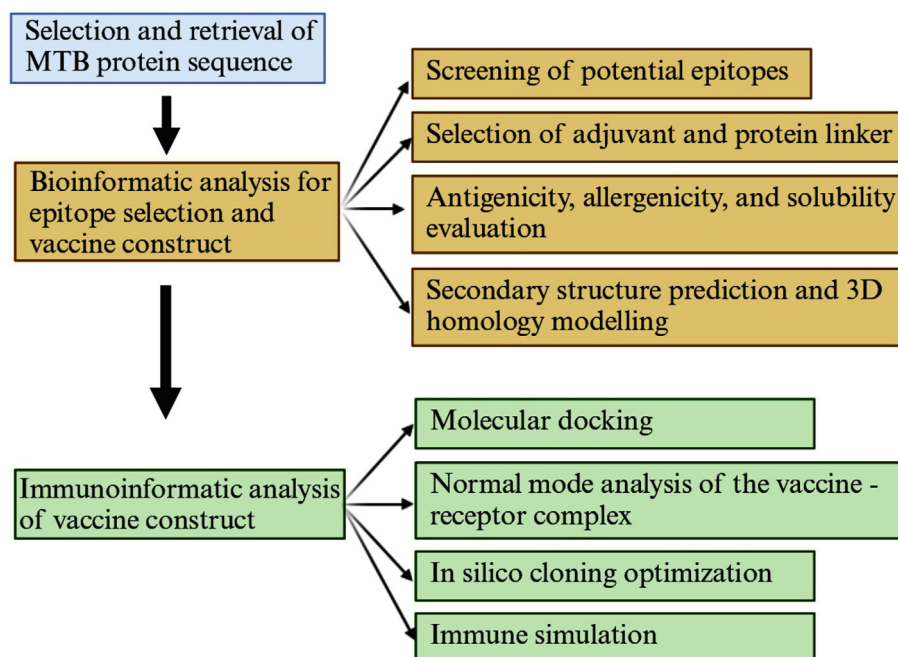 Selection and retrieval of
MTB protein sequence
Screening of potential epitopes
Selection of adjuvant and protein linker
Bioinformatic analysis for
epitope selection and
vaccine construct
Antigenicity, allergenicity, and solubility
evaluation
Secondary structure prediction and 3D
homology modelling
Molecular docking
Immunoinformatic analysis
of vaccine construct
Normal mode analysis of the vaccine -
receptor complex
In silico cloning optimization
Immune simulation